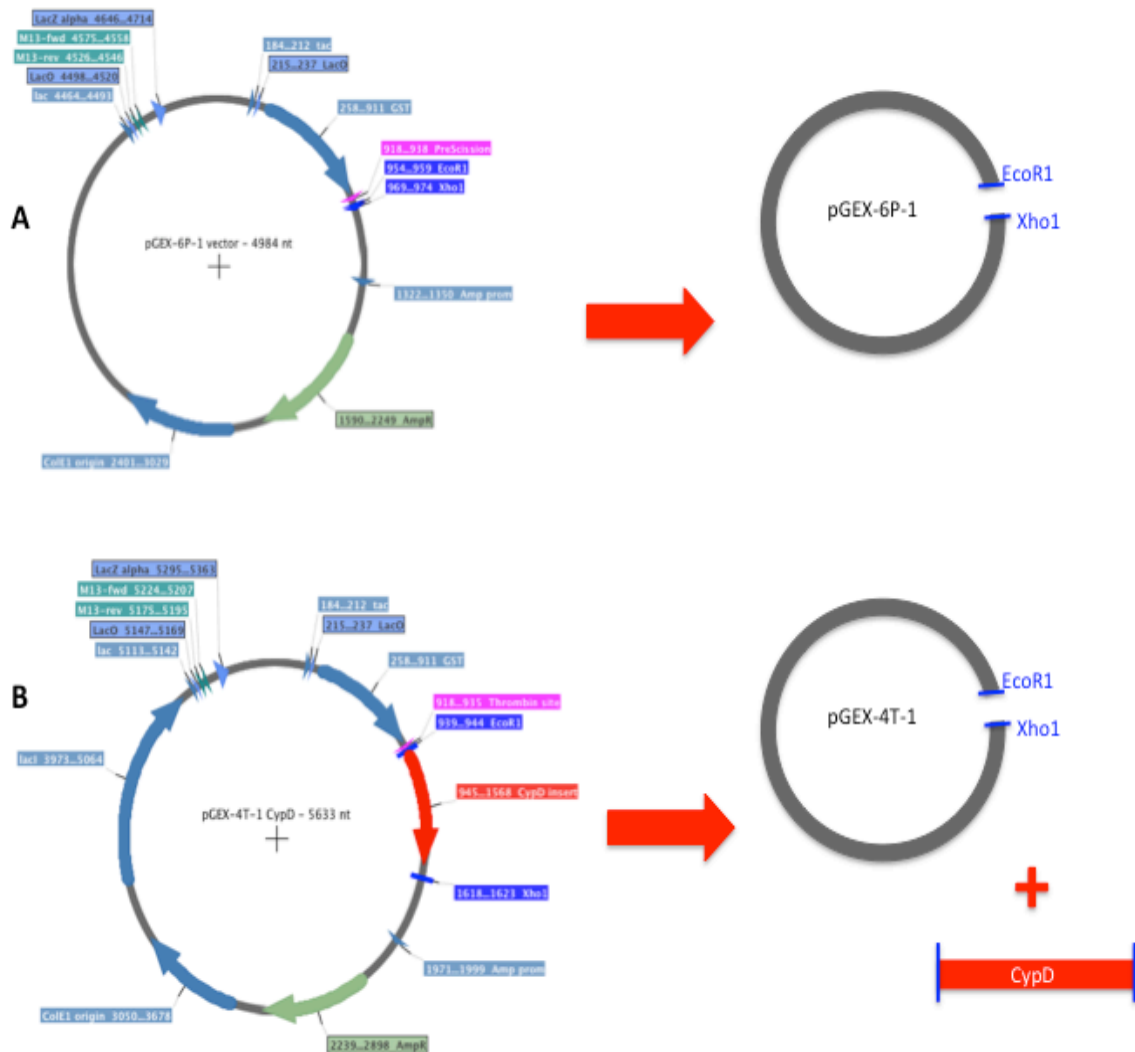 LacZ alpha 4646...4714
M13-fwd 4575...4558
M13-rev 4526...4546
LacO 4498...4520
lac 4464...4493
184...212 tac
215...237 LacO
258...911 GST
918...938 PreScission
954...959 EcoR1
969...974 Xho1
A
pGEX-6P-1 vector - 4984 nt
1322...1350 Amp prom
1590...2249 AmpR
ColE1 origin 2401...3029
pGEX-6P-1
EcoR1
Xho1
LacZ alpha 5295...5363
M13-fwd 5224...5207
M13-rev 5175...5195
LacO 5147...5169
lac 5113...5142
184...212 tac
215...237 LacO
258...911 GST
B
918...935 Thrombin site
939...944 EcoR1
lacI 3973...5064
945...1568 CypD insert
pGEX-4T-1 CypD - 5633 nt
1618...1623 Xho1
1971...1999 Amp prom
ColE1 origin 3050...3678
2239...2898 AmpR
pGEX-4T-1
EcoR1
Xho1
+
CypD